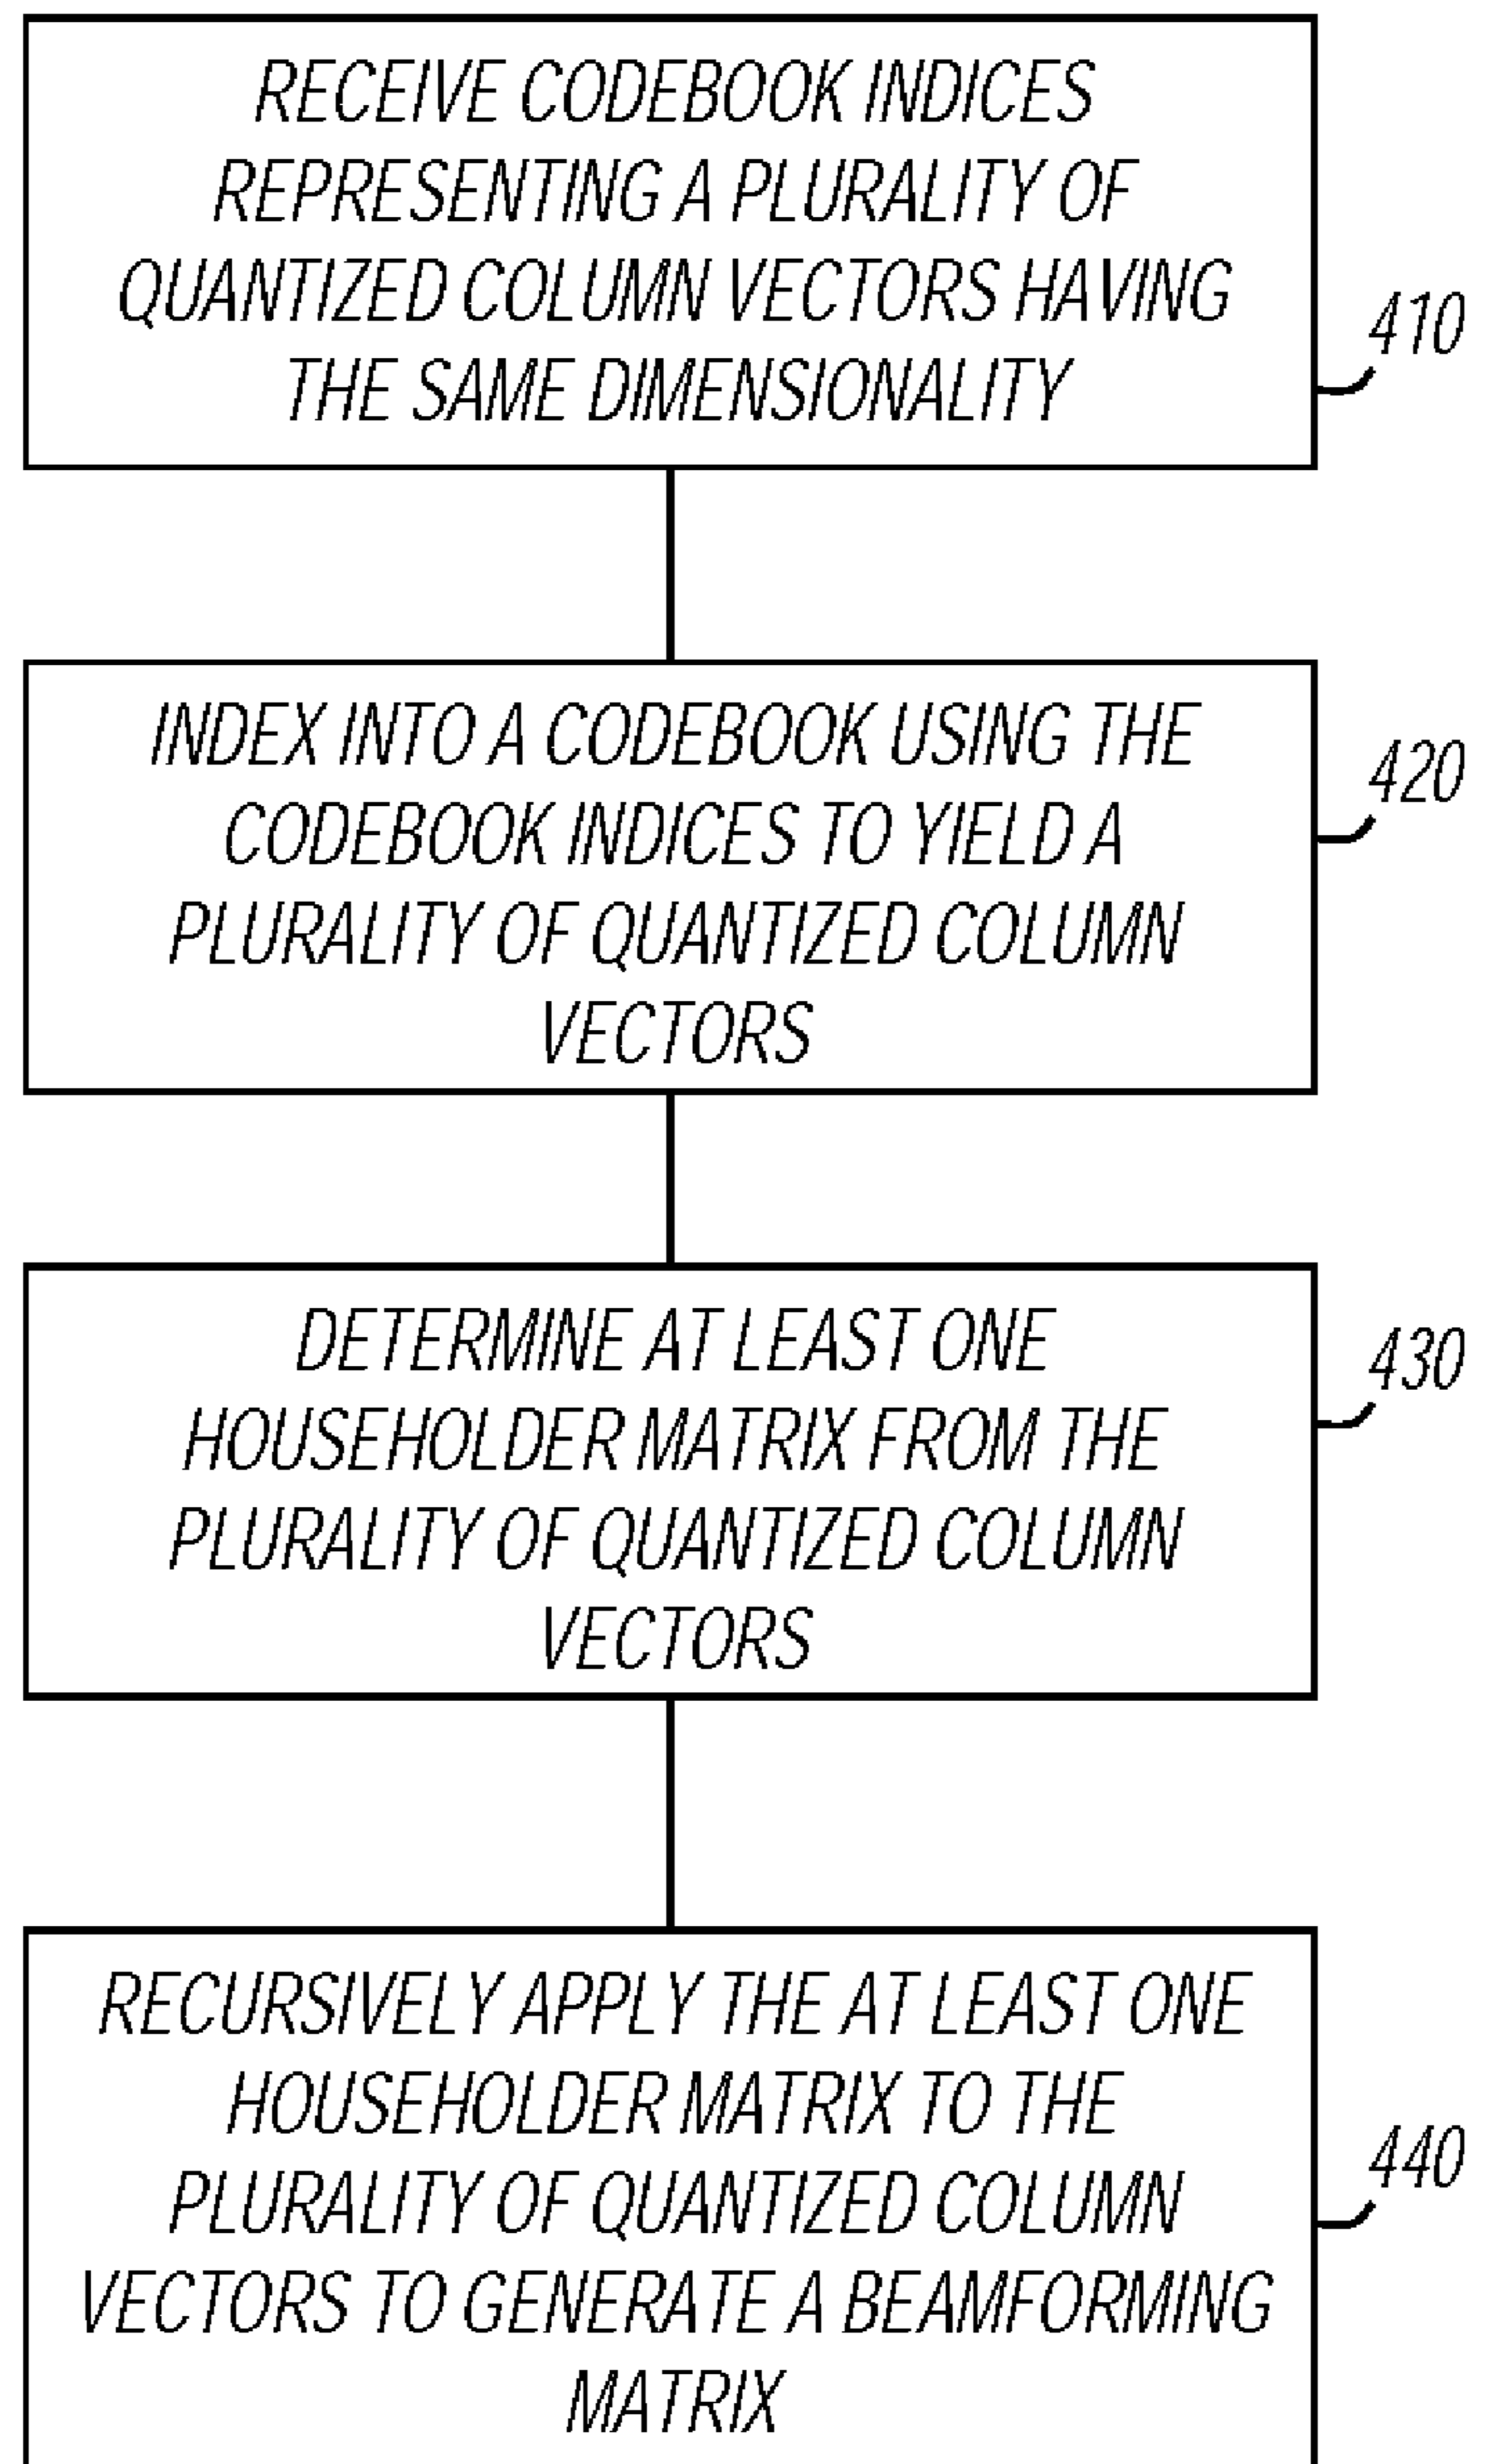 RECEIVE CODEBOOK INDICES
REPRESENTING A PLURALITY OF
QUANTIZED COLUMN VECTORS HAVING
THE SAME DIMENSIONALITY
410
INDEX INTO A CODEBOOK USING THE
CODEBOOK INDICES TO YIELD A
PLURALITY OF QUANTIZED COLUMN
VECTORS
420
DETERMINE AT LEAST ONE
HOUSEHOLDER MATRIX FROM THE
PLURALITY OF QUANTIZED COLUMN
VECTORS
430
RECURSIVELY APPLY THE AT LEAST ONE
HOUSEHOLDER MATRIX TO THE
PLURALITY OF QUANTIZED COLUMN
VECTORS TO GENERATE A BEAMFORMING
MATRIX
440